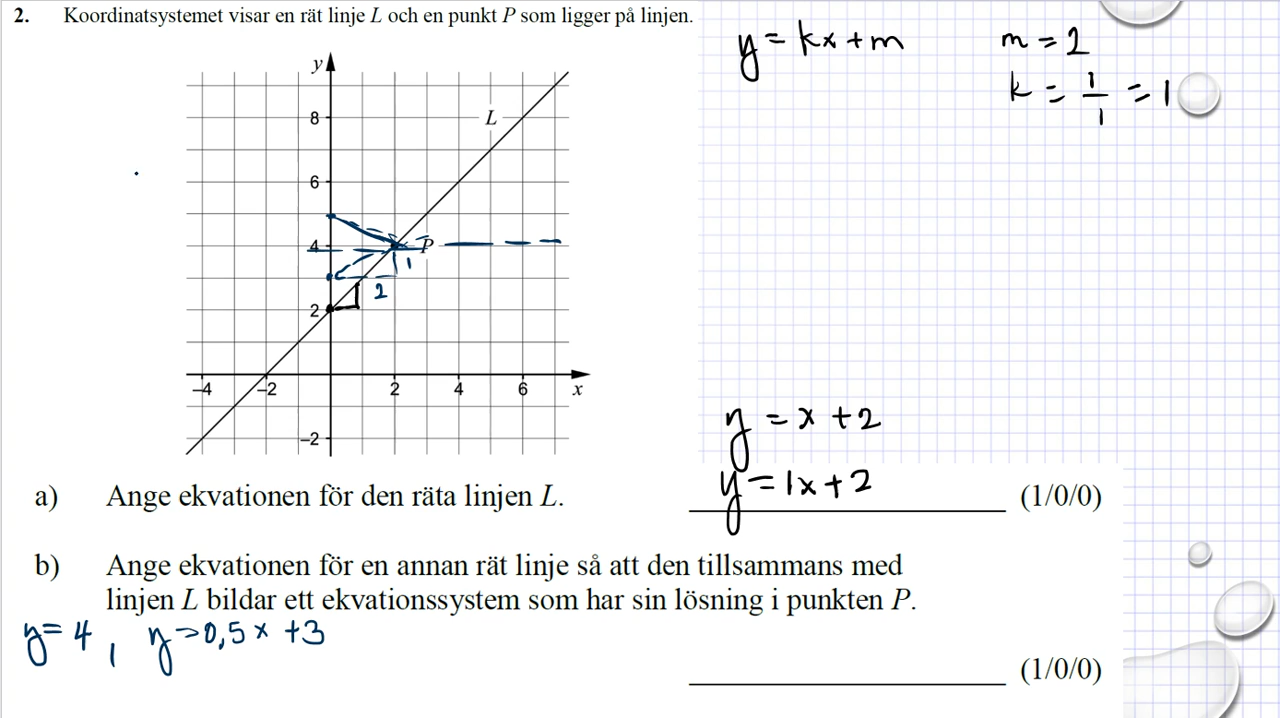 2. Koordinatsystemet visar en rät linje L och en punkt P som ligger på linjen.
y = kx + m
m = 2
k = 1/1 = 1
y
8
L
6
4
P
1
2
2
-4
-2
2
4
6
x
-2
y = x + 2
y = 1x + 2
a) Ange ekvationen för den räta linjen L.
(1/0/0)
b) Ange ekvationen för en annan rät linje så att den tillsammans med
linjen L bildar ett ekvationssystem som har sin lösning i punkten P.
y = 4 , y = 0,5x + 3
(1/0/0)